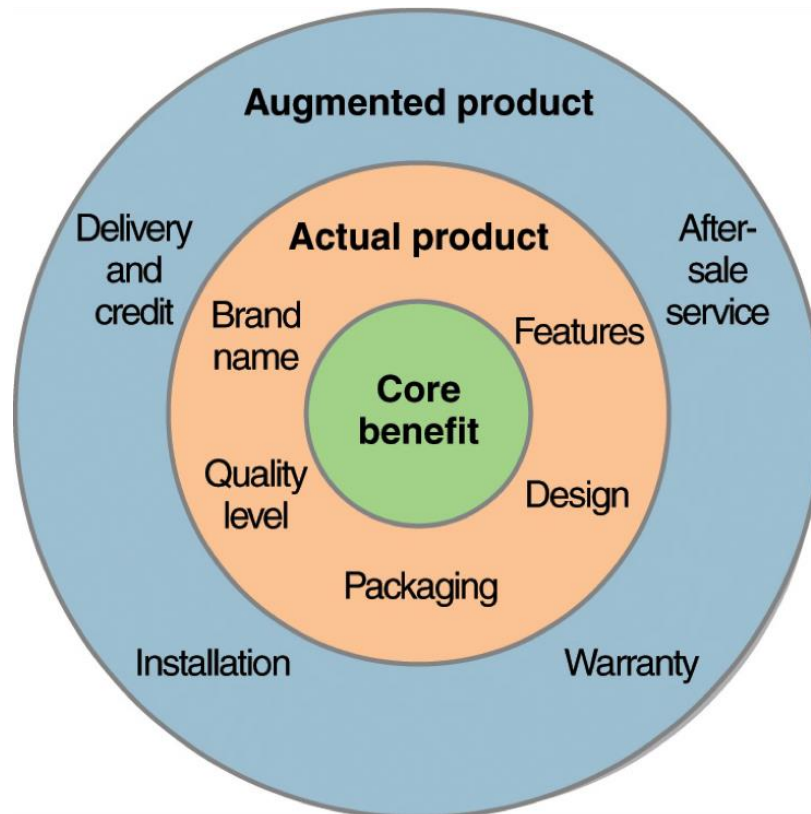 Augmented product
Delivery
and
credit
After-
sale
service
Actual product
Brand
name
Features
Core
benefit
Quality
level
Design
Packaging
Installation
Warranty